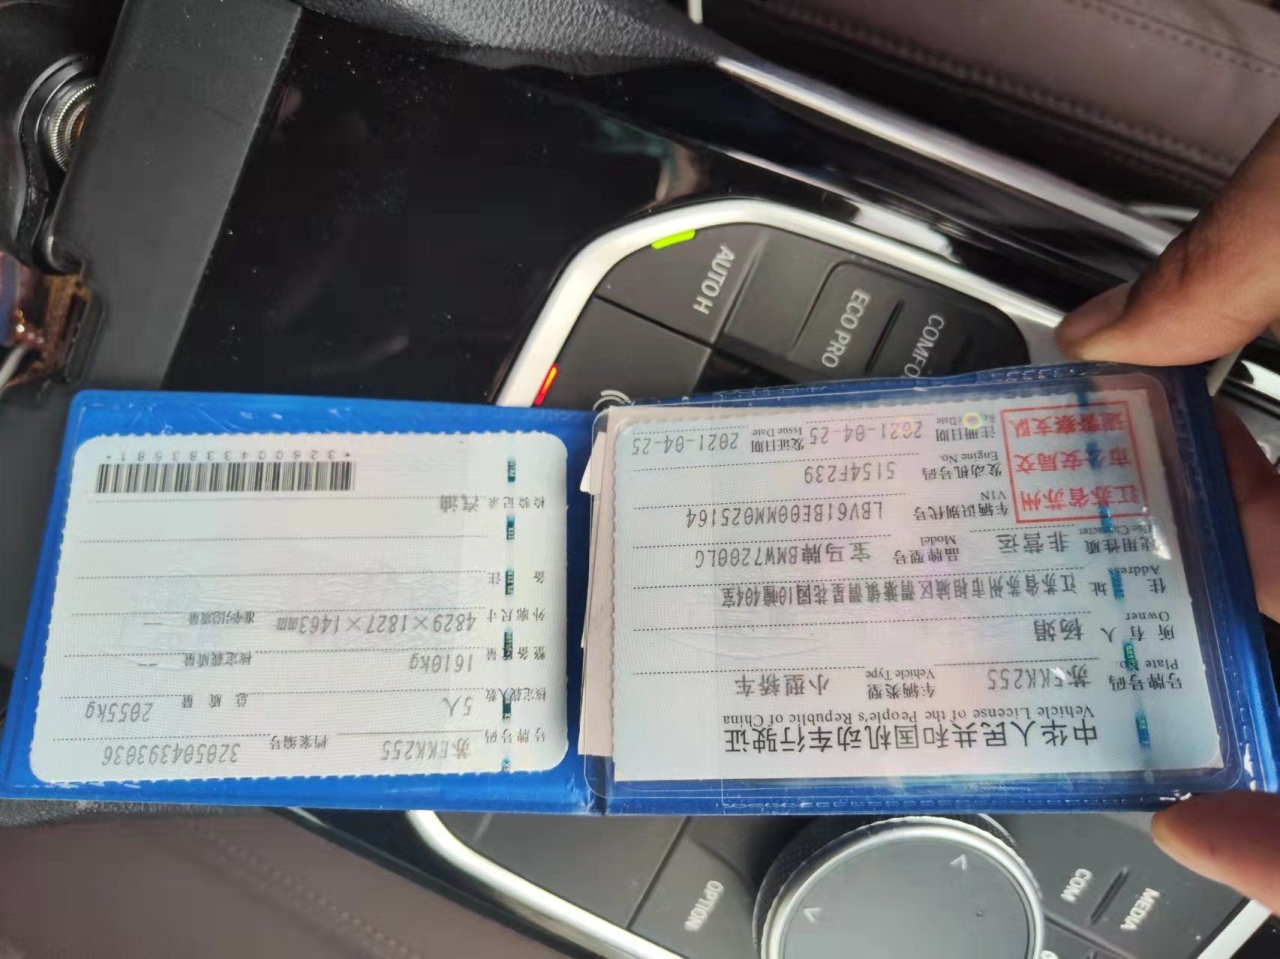 中华人民共和国机动车行驶证
Vehicle License of the People's Republic of China
号牌号码 苏EKK255 车辆类型 小型轿车
Plate No. Vehicle Type
所有人 杨娟
Owner
住址 江苏省苏州市相城区渭塘镇渭星花园10幢404室
Address
使用性质 非营运 品牌型号 宝马牌BMW7200LG
Use Character Model
江苏省苏州
市公安局交
车辆识别代号 LBV61BE00MM025164
VIN
发动机号码 5154F239
Engine No.
注册日期 2021-04-25 发证日期 2021-04-25
Issue Date
号牌号码 苏EKK255 档案编号 320504393036
核定载人数 5人 总质量 2055kg
整备质量 1610kg 核定载质量 --
外廓尺寸 4829×1827×1463mm 准牵引总质量 --
备注
检验记录 汽油
AUTO H
ECO PRO
COMFO
OPTION
COM
MEDIA